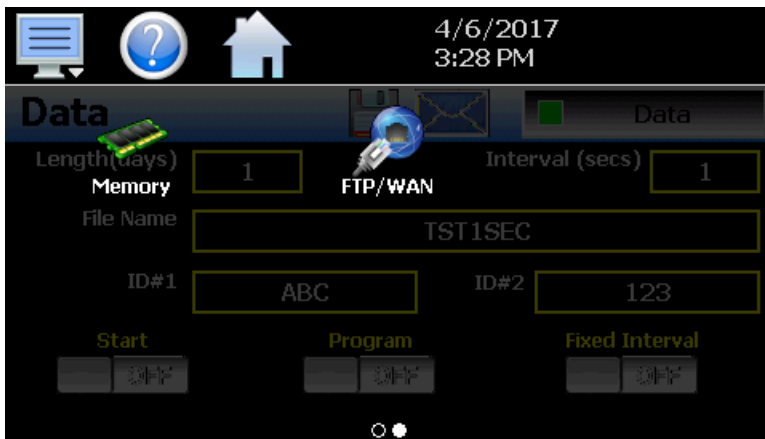 4/6/2017
3:28 PM
Data
Data
Length(days)
1
Interval (secs)
1
Memory
FTP/WAN
File Name
TST1SEC
ID#1
ABC
ID#2
123
Start
Program
Fixed Interval
OFF
OFF
OFF